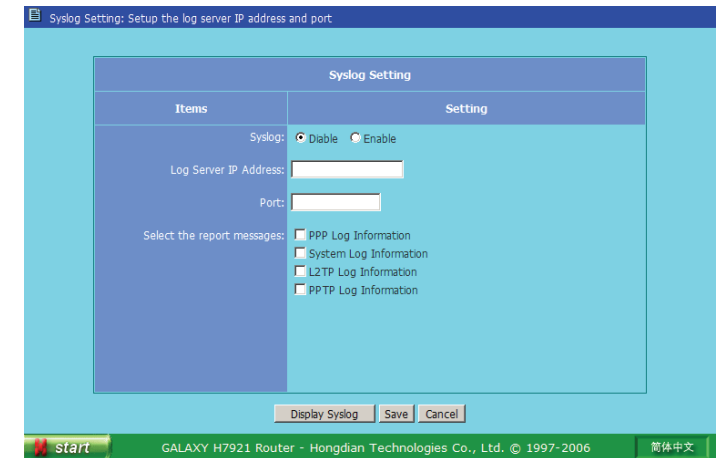 Syslog Setting: Setup the log server IP address and port
Syslog Setting
Items Setting
Syslog: Diable Enable
Log Server IP Address:
Port:
Select the report messages: PPP Log Information
System Log Information
L2TP Log Information
PPTP Log Information
Display Syslog Save Cancel
start GALAXY H7921 Router - Hongdian Technologies Co., Ltd. © 1997-2006 简体中文